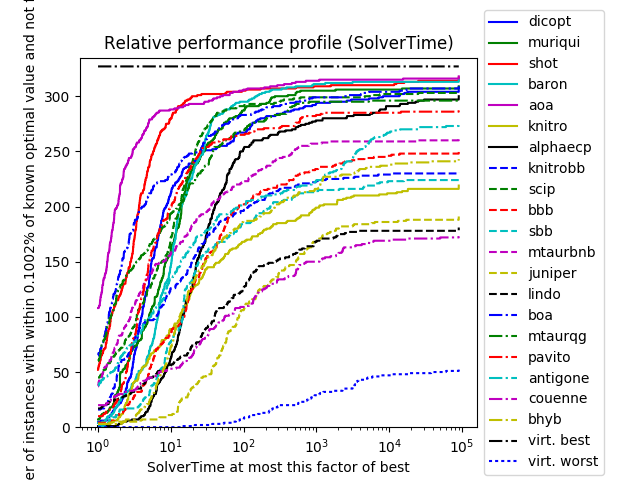 Relative performance profile (SolverTime)
of instances with within 0.1002% of known optimal value and not
300
250
200
150
100
50
0
10^0
10^1
10^2
10^3
10^4
10^5
SolverTime at most this factor of best
dicopt
muriqui
shot
baron
aoa
knitro
alphaecp
knitrobb
scip
bbb
sbb
mtaurbnb
juniper
lindo
boa
mtaurqg
pavito
antigone
couenne
bhyb
virt. best
virt. worst